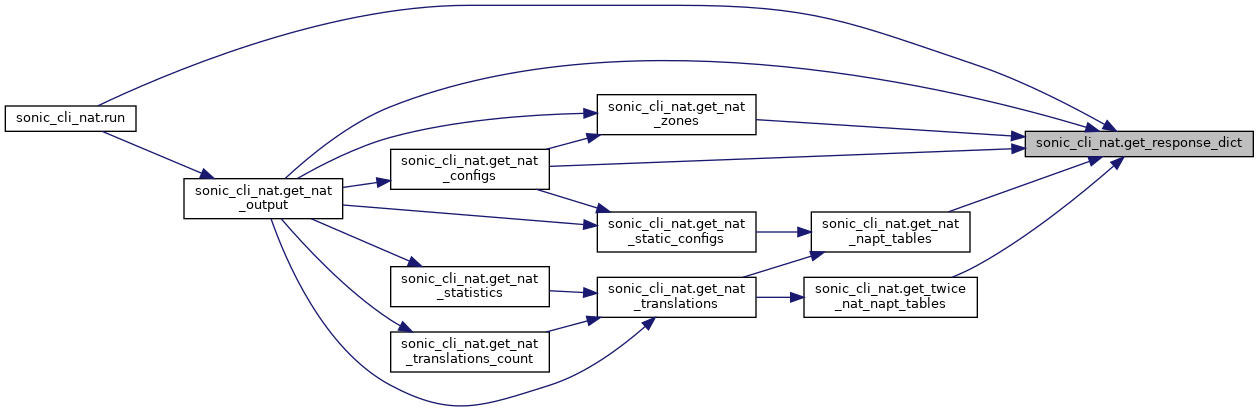 sonic_cli_nat.run
sonic_cli_nat.get_nat
_output
sonic_cli_nat.get_nat
_configs
sonic_cli_nat.get_nat
_statistics
sonic_cli_nat.get_nat
_translations_count
sonic_cli_nat.get_nat
_zones
sonic_cli_nat.get_nat
_static_configs
sonic_cli_nat.get_nat
_translations
sonic_cli_nat.get_nat
_napt_tables
sonic_cli_nat.get_twice
_nat_napt_tables
sonic_cli_nat.get_response_dict